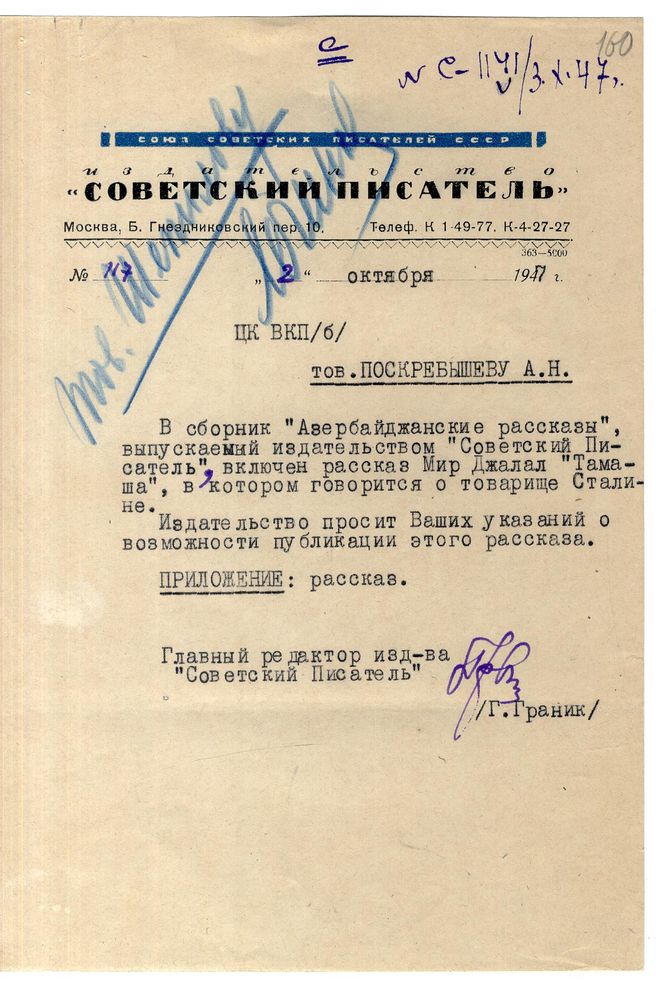 160
с
N С-1171/3.X.47г.
СОЮЗ СОВЕТСКИХ ПИСАТЕЛЕЙ СССР
издательство
«СОВЕТСКИЙ ПИСАТЕЛЬ»
Москва, Б. Гнездниковский пер. 10, Телеф. К 1-49-77, К-4-27-27
363—5000
№ 117 „2“ октября 1947 г.
тов.
ЦК ВКП/б/
тов.ПОСКРЕБЫШЕВУ А.Н.
В сборник "Азербайджанские рассказы",
выпускаемый издательством "Советский Пи-
сатель", включен рассказ Мир Джалал "Тама-
ша", в котором говорится о товарище Стали-
не.
Издательство просит Ваших указаний о
возможности публикации этого рассказа.
ПРИЛОЖЕНИЕ: рассказ.
Главный редактор изд-ва
"Советский Писатель"
/Г.Граник/